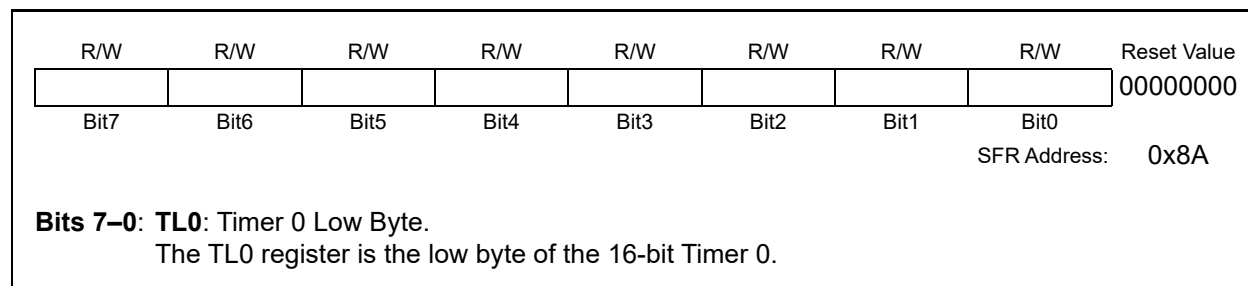 R/W R/W R/W R/W R/W R/W R/W R/W Reset Value
00000000
Bit7 Bit6 Bit5 Bit4 Bit3 Bit2 Bit1 Bit0
SFR Address: 0x8A
Bits 7–0: TL0: Timer 0 Low Byte.
The TL0 register is the low byte of the 16-bit Timer 0.